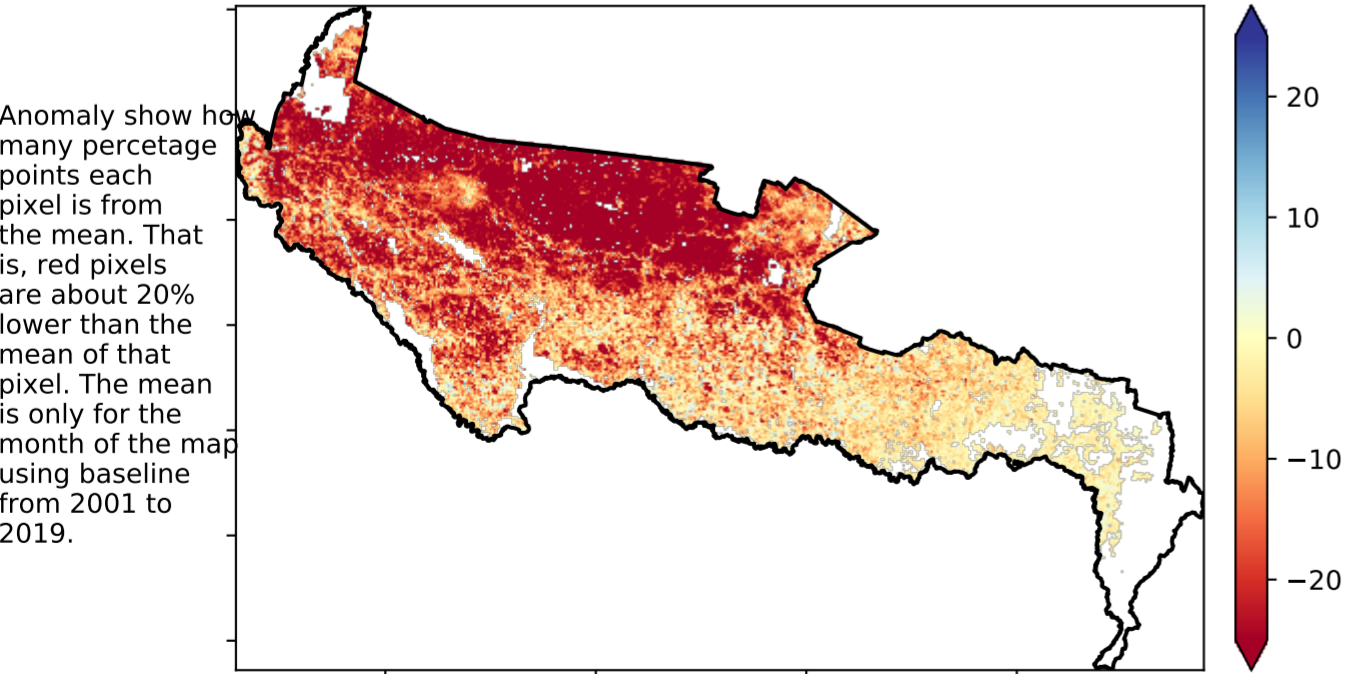 Anomaly show how
many percetage
points each
pixel is from
the mean. That
is, red pixels
are about 20%
lower than the
mean of that
pixel. The mean
is only for the
month of the map
using baseline
from 2001 to
2019.
20
10
0
−10
−20